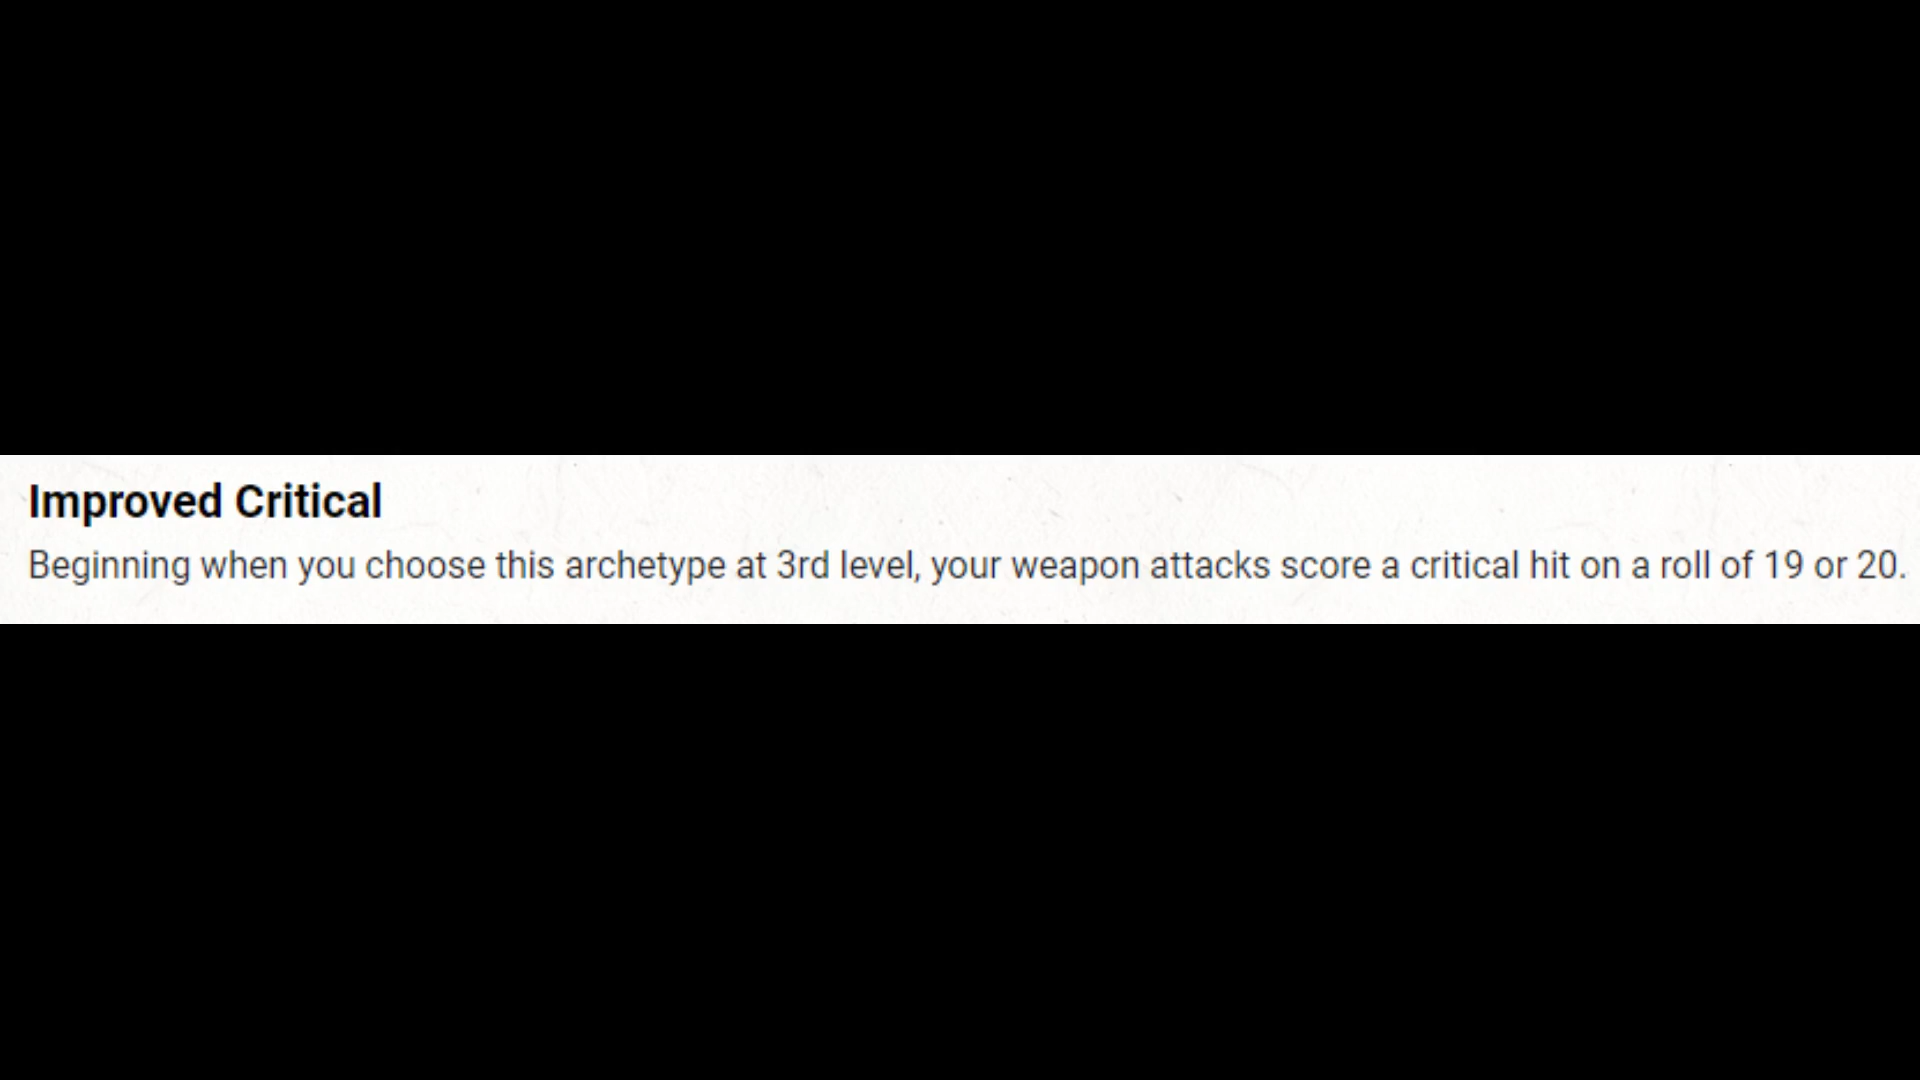 Improved Critical
Beginning when you choose this archetype at 3rd level, your weapon attacks score a critical hit on a roll of 19 or 20.